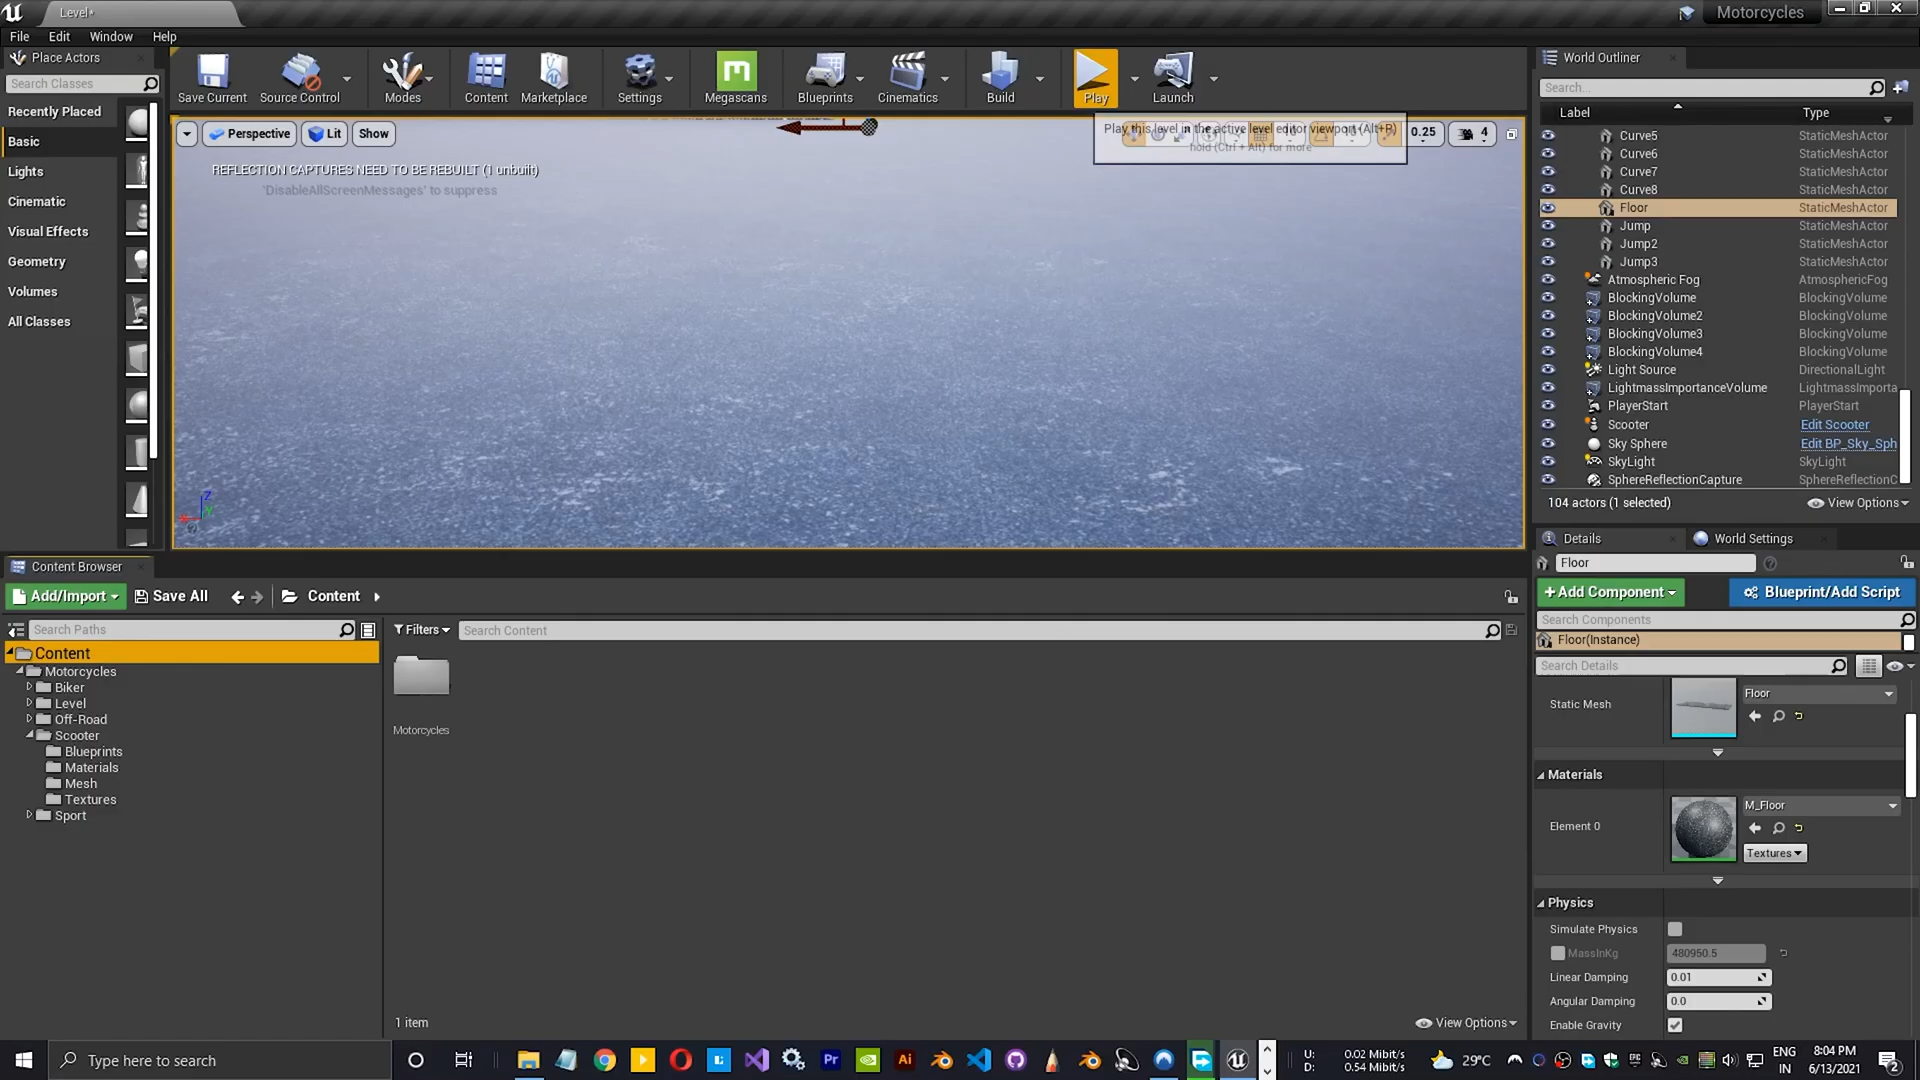 Level*
Motorcycles
File Edit Window Help
Place Actors
Search Classes
Recently Placed
Basic
Lights
Cinematic
Visual Effects
Geometry
Volumes
All Classes
Save Current
Source Control
Modes
Content
Marketplace
Settings
Megascans
Blueprints
Cinematics
Build
Play
Launch
Perspective
Lit
Show
Play this level in the active level editor viewport (Alt+P)
hold (Ctrl + Alt) for more
0.25
4
REFLECTION CAPTURES NEED TO BE REBUILT (1 unbuilt)
'DisableAllScreenMessages' to suppress
World Outliner
Search...
Label Type
Curve5 StaticMeshActor
Curve6 StaticMeshActor
Curve7 StaticMeshActor
Curve8 StaticMeshActor
Floor StaticMeshActor
Jump StaticMeshActor
Jump2 StaticMeshActor
Jump3 StaticMeshActor
Atmospheric Fog AtmosphericFog
BlockingVolume BlockingVolume
BlockingVolume2 BlockingVolume
BlockingVolume3 BlockingVolume
BlockingVolume4 BlockingVolume
Light Source DirectionalLight
LightmassImportanceVolume LightmassImporta
PlayerStart PlayerStart
Scooter Edit Scooter
Sky Sphere Edit BP_Sky_Sph
SkyLight SkyLight
SphereReflectionCapture SphereReflectionC
104 actors (1 selected)
View Options
Details
World Settings
Floor
+Add Component
Blueprint/Add Script
Search Components
Floor(Instance)
Search Details
Static Mesh
Floor
Materials
Element 0
M_Floor
Textures
Physics
Simulate Physics
MassInKg 480950.5
Linear Damping 0.01
Angular Damping 0.0
Enable Gravity
Content Browser
Add/Import
Save All
Content
Search Paths
Filters
Search Content
Content
Motorcycles
Biker
Level
Off-Road
Scooter
Blueprints
Materials
Mesh
Textures
Sport
Motorcycles
1 item
View Options
Type here to search
Pr
Ai
U: 0.02 Mibit/s
D: 0.54 Mibit/s
29°C
ENG
IN
8:04 PM
6/13/2021
2